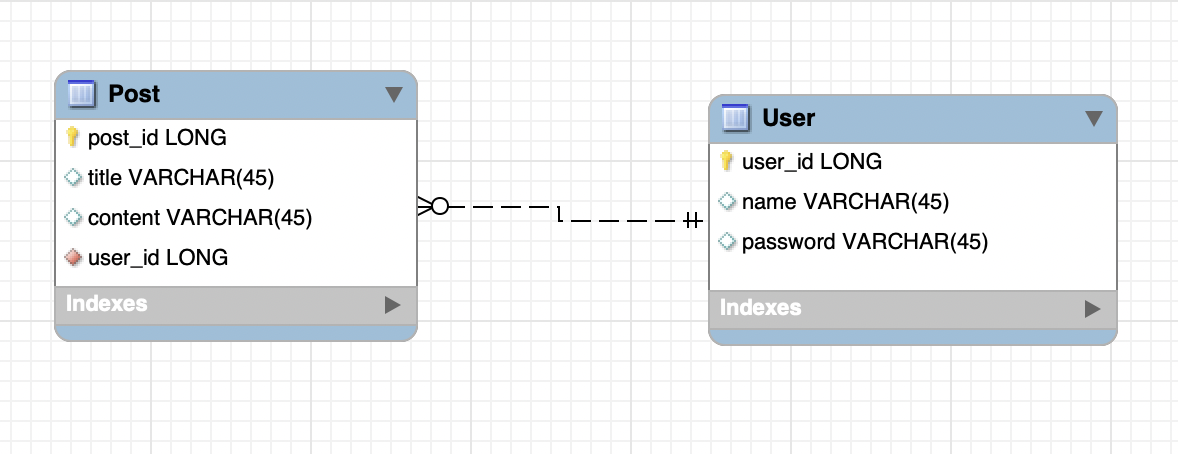 Post
post_id LONG
title VARCHAR(45)
content VARCHAR(45)
user_id LONG
Indexes
User
user_id LONG
name VARCHAR(45)
password VARCHAR(45)
Indexes